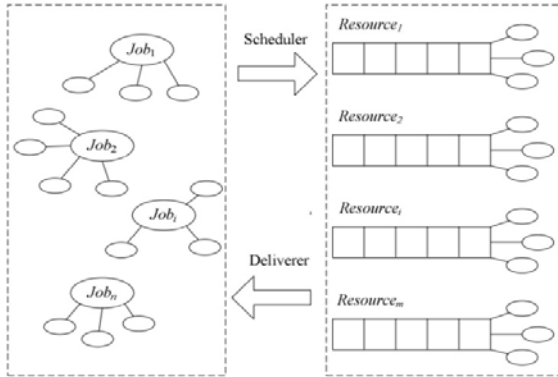 Job₁
Job₂
Jobᵢ
Jobₙ
Scheduler
Deliverer
Resource₁
Resource₂
Resourceᵢ
Resourceₘ